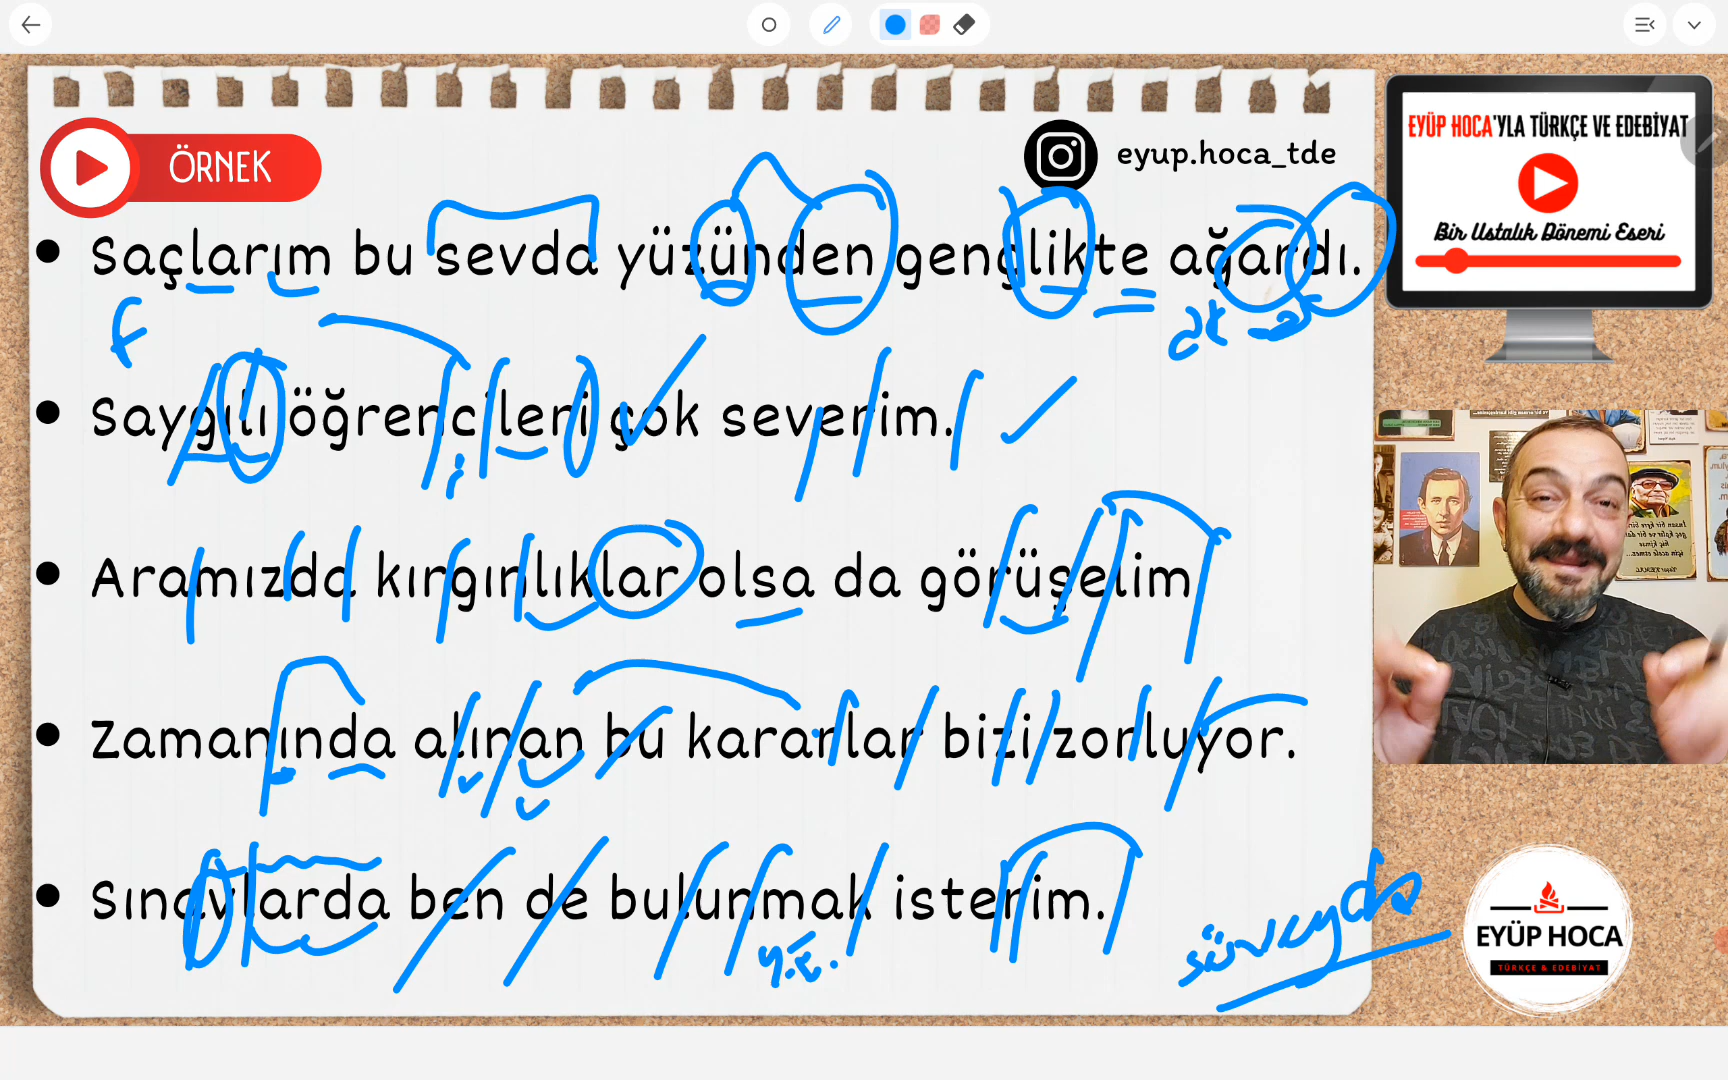 ÖRNEK
eyup.hoca_tde
EYÜP HOCA'YLA TÜRKÇE VE EDEBİYAT
Bir Ustalık Dönemi Eseri
• Saçlarım bu sevda yüzünden gençlikte ağardı.
• Saygılı öğrencileri çok severim.
• Aramızda kırgınlıklar olsa da görüşelim
• Zamanında alınan bu kararlar bizi zorluyor.
• Sınavlarda ben de bulunmak isterim.
y.e.
süveyda
EYÜP HOCA
TÜRKÇE & EDEBİYAT